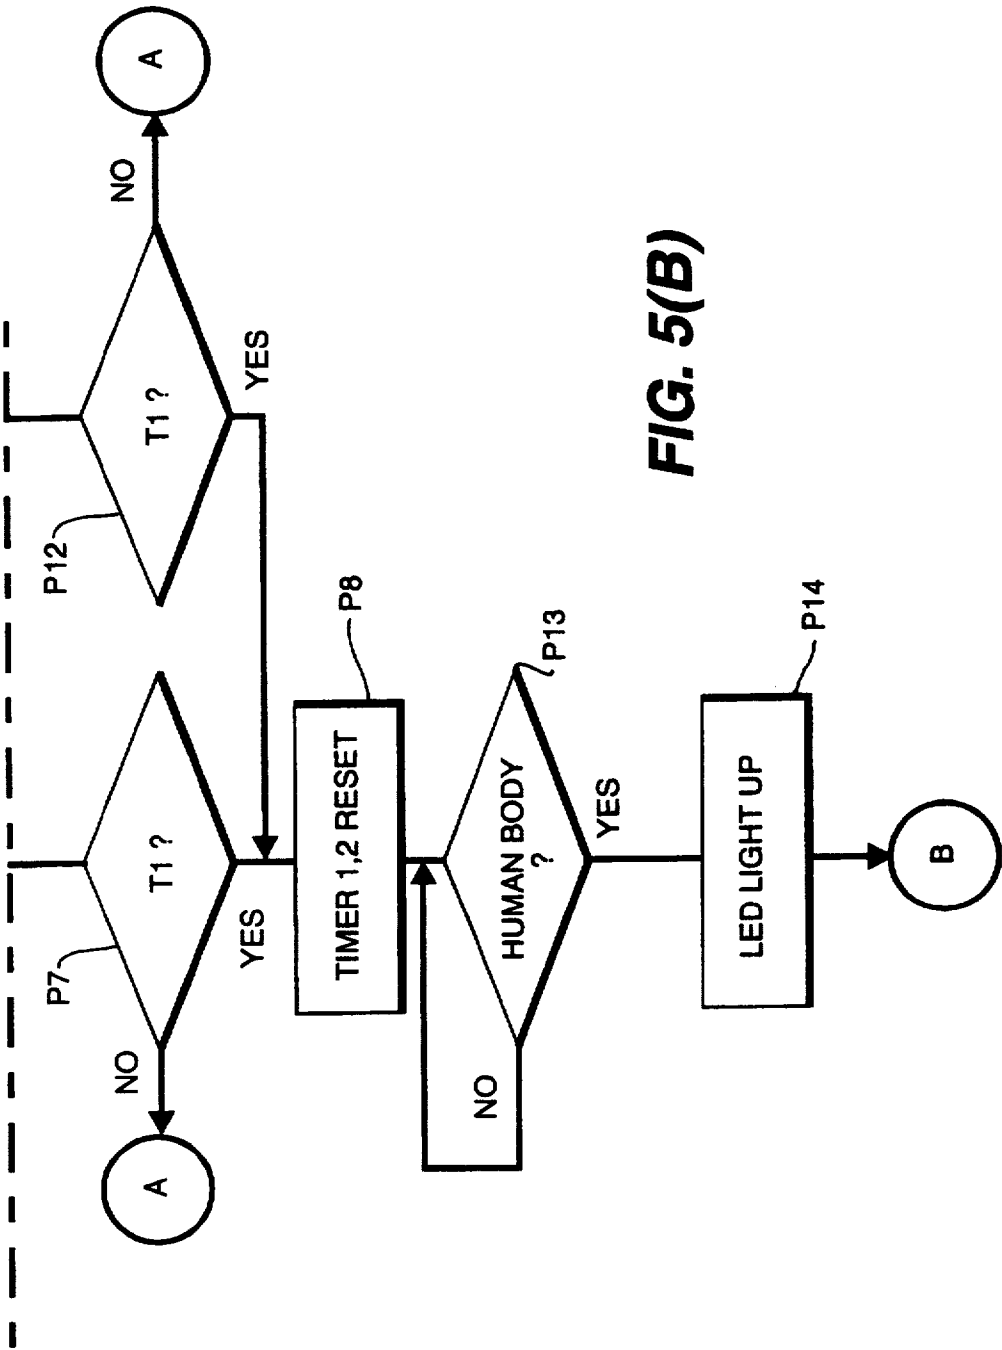 P7
T1 ?
NO
A
YES
P12
T1 ?
NO
A
YES
TIMER 1,2 RESET
P8
HUMAN BODY
?
P13
NO
YES
LED LIGHT UP
P14
B
FIG. 5(B)